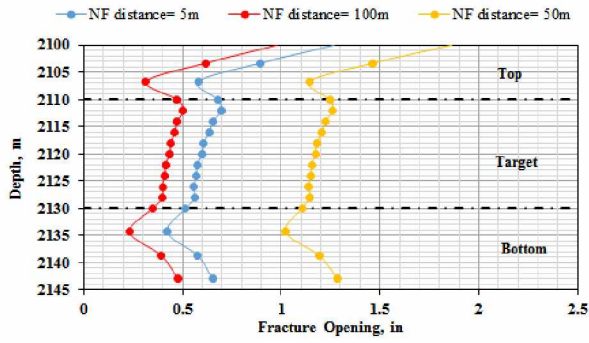 NF distance= 5m NF distance= 100m NF distance= 50m
2100
2105
2110
2115
2120
2125
2130
2135
2141
2145
Depth, m
Top
Target
Bottom
0 0.5 1 1.5 2 2.5
Fracture Opening, in